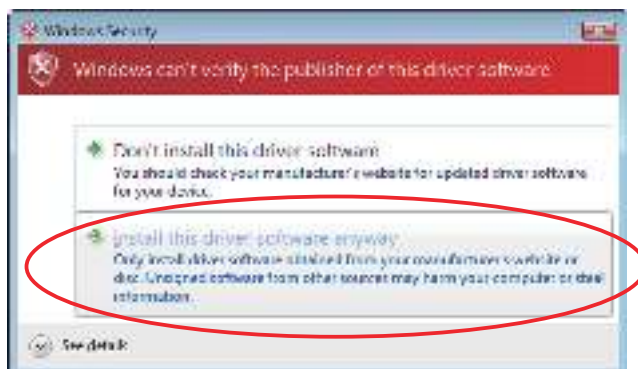 Windows Security
Windows can't verify the publisher of this driver software
Don't install this driver software
You should check your manufacturer's website for updated driver software
for your device.
Install this driver software anyway
Only install driver software obtained from your manufacturer's website or
disc. Unsigned software from other sources may harm your computer or steal
information.
See details